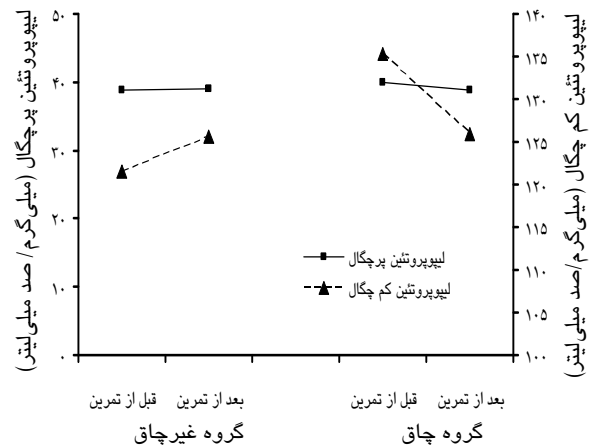 لیپوپروتئین پرچگال (میلی‌گرم/ صد میلی‌لیتر)
۵۰
۴۰
۳۰
۲۰
۱۰
۰
۱۴۰
۱۳۵
۱۳۰
۱۲۵
۱۲۰
۱۱۵
۱۱۰
۱۰۵
۱۰۰
لیپوپروتئین کم چگال (میلی‌گرم/صد میلی‌لیتر)
لیپوپروتئین پرچگال
لیپوپروتئین کم چگال
قبل از تمرین
بعد از تمرین
قبل از تمرین
بعد از تمرین
گروه غیرچاق
گروه چاق